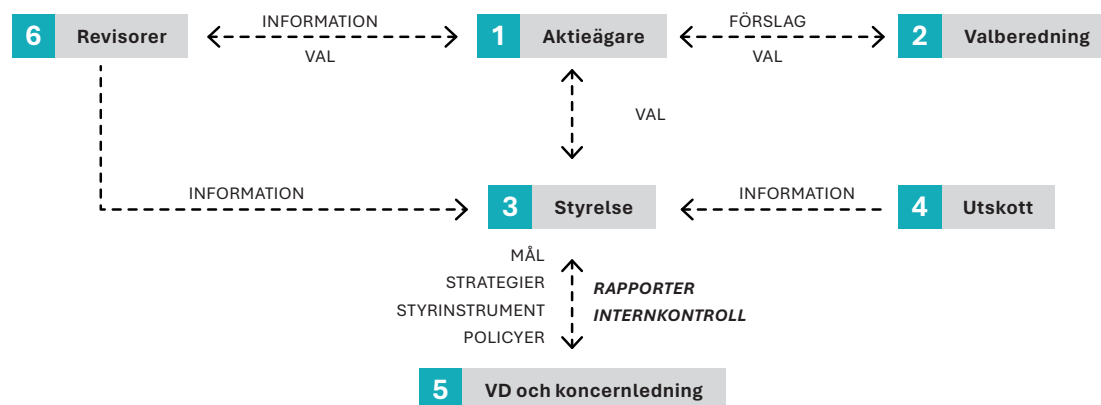 INFORMATION
FÖRSLAG
6 Revisorer
1 Aktieägare
2 Valberedning
VAL
VAL
VAL
INFORMATION
INFORMATION
3 Styrelse
4 Utskott
MÅL
STRATEGIER
STYRINSTRUMENT
POLICYER
RAPPORTER
INTERNKONTROLL
5 VD och koncernledning